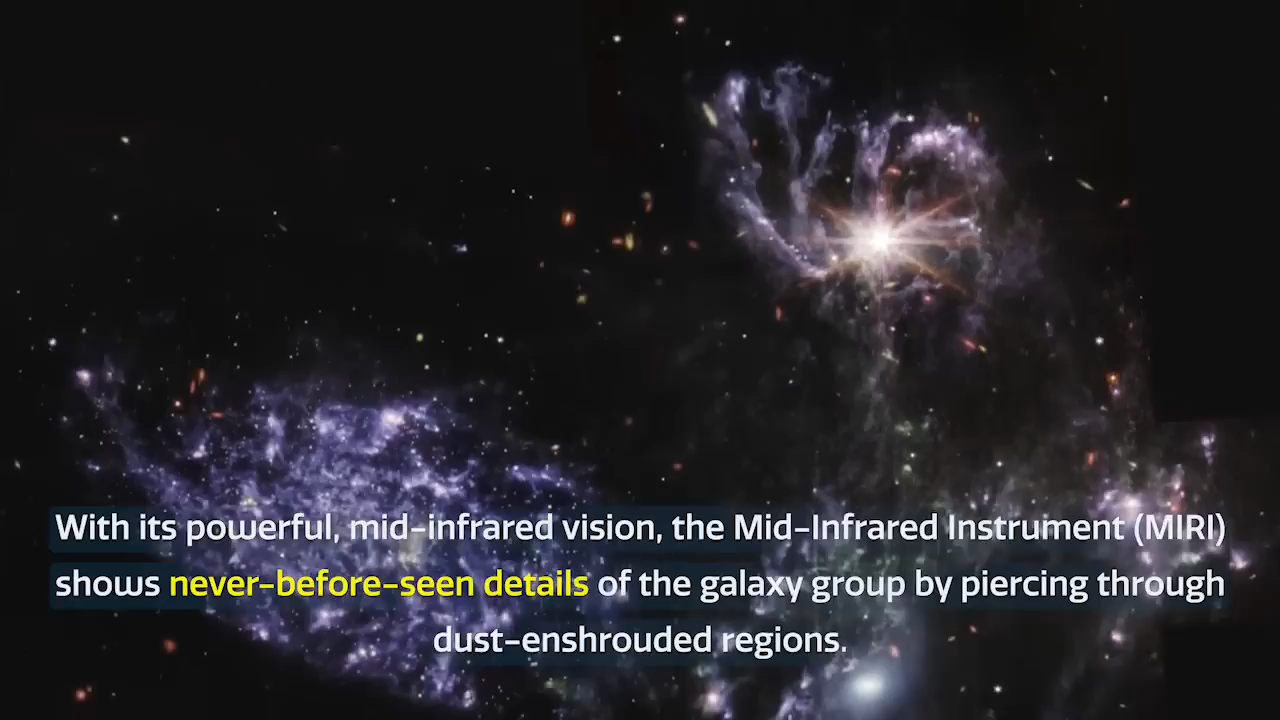 With its powerful, mid-infrared vision, the Mid-Infrared Instrument (MIRI)
shows never-before-seen details of the galaxy group by piercing through
dust-enshrouded regions.